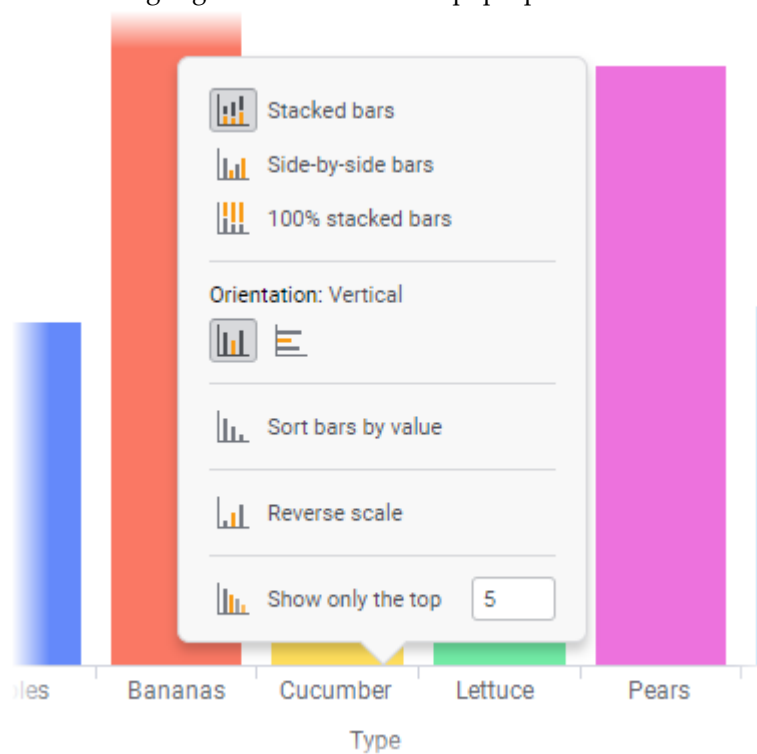 Stacked bars
Side-by-side bars
100% stacked bars
Orientation: Vertical
Sort bars by value
Reverse scale
Show only the top 5
Bananas Cucumber Lettuce Pears
Type